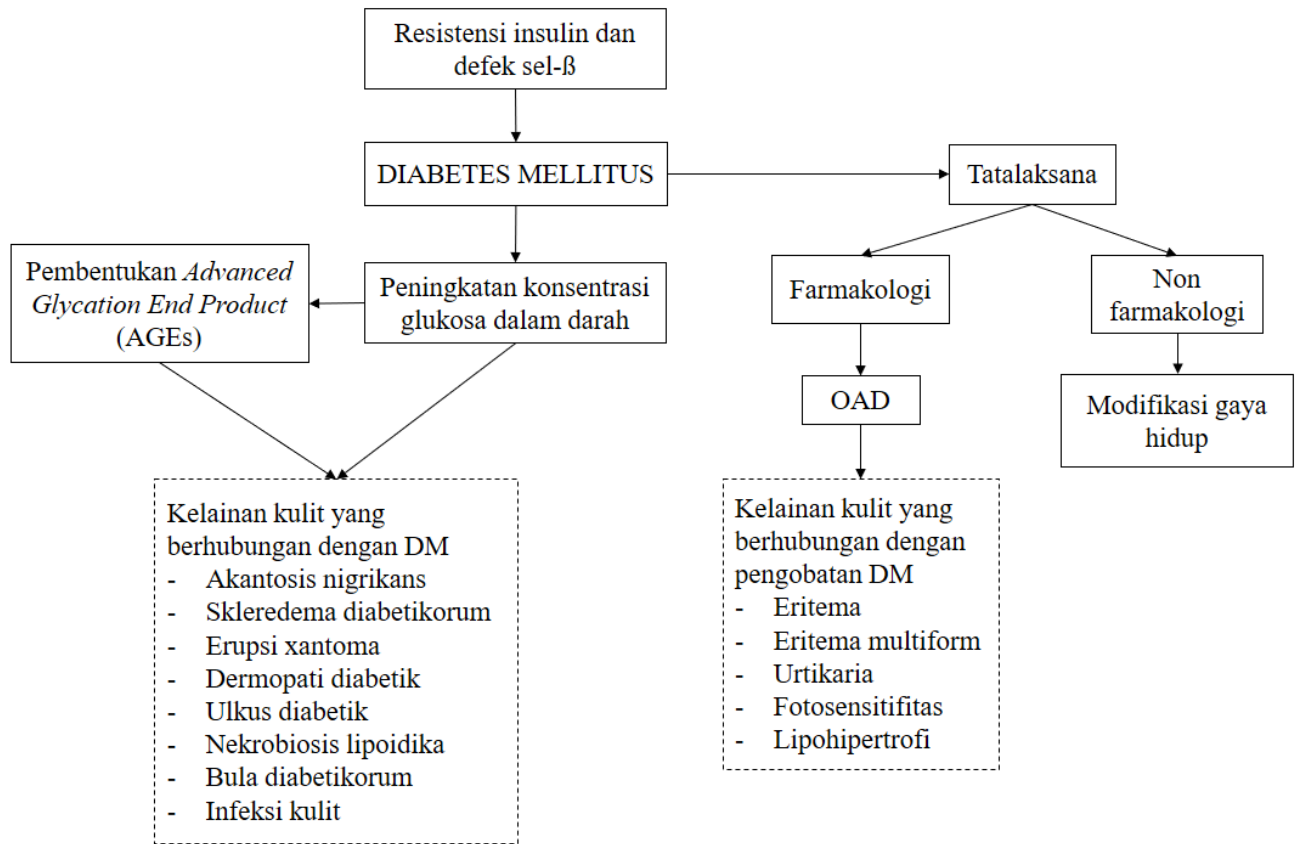 Resistensi insulin dan
defek sel-ß
DIABETES MELLITUS
Tatalaksana
Pembentukan Advanced
Glycation End Product
(AGEs)
Peningkatan konsentrasi
glukosa dalam darah
Farmakologi
Non
farmakologi
OAD
Modifikasi gaya
hidup
Kelainan kulit yang
berhubungan dengan DM
- Akantosis nigrikans
- Skleredema diabetikorum
- Erupsi xantoma
- Dermopati diabetik
- Ulkus diabetik
- Nekrobiosis lipoidika
- Bula diabetikorum
- Infeksi kulit
Kelainan kulit yang
berhubungan dengan
pengobatan DM
- Eritema
- Eritema multiform
- Urtikaria
- Fotosensitifitas
- Lipohipertrofi